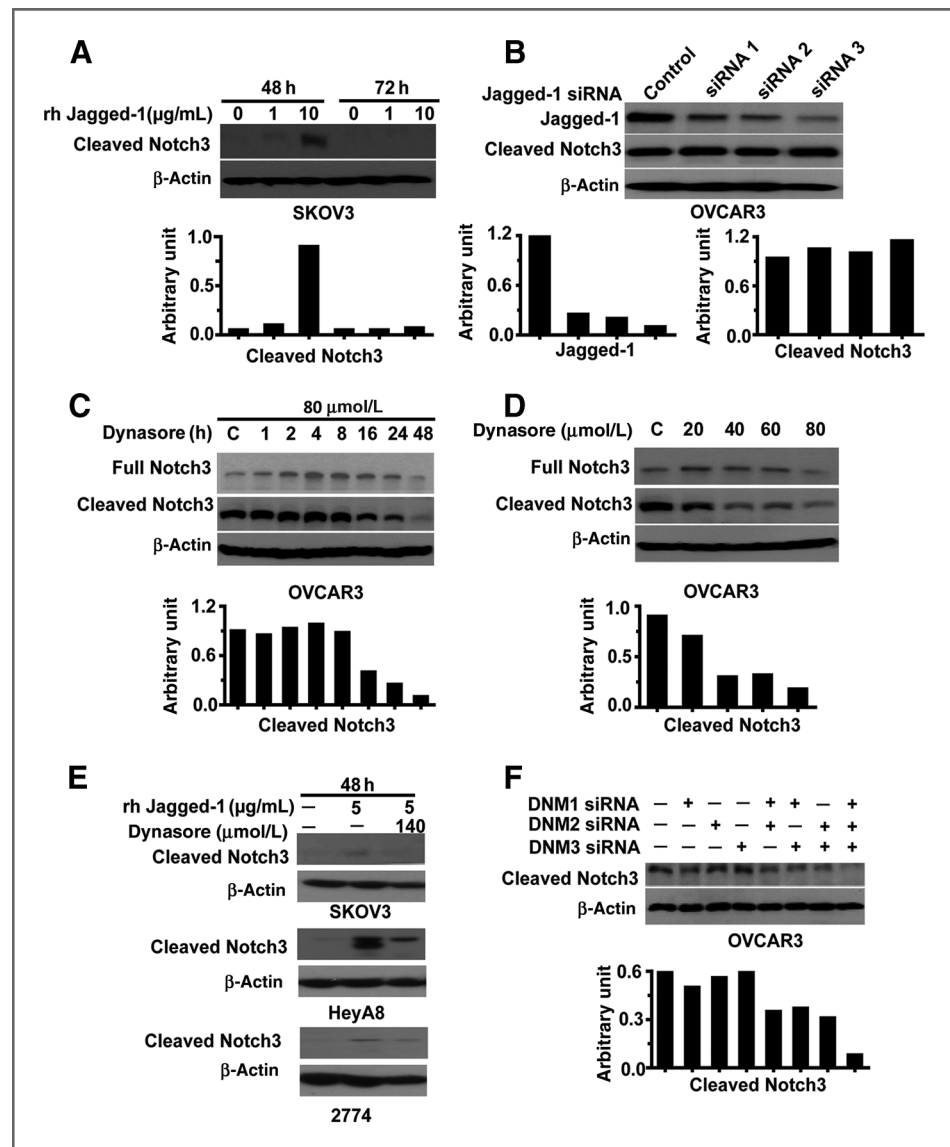 A
48 h 72 h
rh Jagged-1(µg/mL) 0 1 10 0 1 10
Cleaved Notch3
β-Actin
SKOV3
Arbitrary unit
1.0
0.5
0.0
Cleaved Notch3
B
Jagged-1 siRNA Control siRNA 1 siRNA 2 siRNA 3
Jagged-1
Cleaved Notch3
β-Actin
OVCAR3
Arbitrary unit
1.2
0.6
0.0
Jagged-1
Arbitrary unit
1.2
0.6
0.0
Cleaved Notch3
C
80 µmol/L
Dynasore (h) C 1 2 4 8 16 24 48
Full Notch3
Cleaved Notch3
β-Actin
OVCAR3
Arbitrary unit
1.2
0.6
0.0
Cleaved Notch3
D
Dynasore (µmol/L) C 20 40 60 80
Full Notch3
Cleaved Notch3
β-Actin
OVCAR3
Arbitrary unit
1.0
0.5
0.0
Cleaved Notch3
E
48 h
rh Jagged-1 (µg/mL) — 5 5
Dynasore (µmol/L) — — 140
Cleaved Notch3
β-Actin
SKOV3
Cleaved Notch3
β-Actin
HeyA8
Cleaved Notch3
β-Actin
2774
F
DNM1 siRNA — + — — + + — +
DNM2 siRNA — — + — + — + +
DNM3 siRNA — — — + — + + +
Cleaved Notch3
β-Actin
OVCAR3
Arbitrary unit
0.6
0.3
0.0
Cleaved Notch3